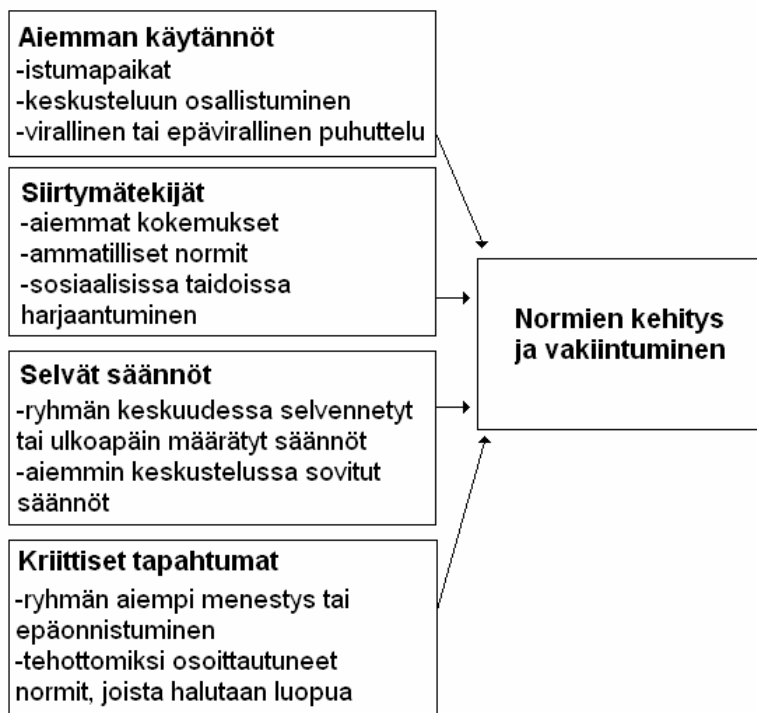 Aiemman käytännöt
-istumapaikat
-keskusteluun osallistuminen
-virallinen tai epävirallinen puhuttelu
Siirtymätekijät
-aiemmat kokemukset
-ammatilliset normit
-sosiaalisissa taidoissa
harjaantuminen
Selvät säännöt
-ryhmän keskuudessa selvennetyt
tai ulkoapäin määrätyt säännöt
-aiemmin keskustelussa sovitut
säännöt
Kriittiset tapahtumat
-ryhmän aiempi menestys tai
epäonnistuminen
-tehottomiksi osoittautuneet
normit, joista halutaan luopua
Normien kehitys
ja vakiintuminen